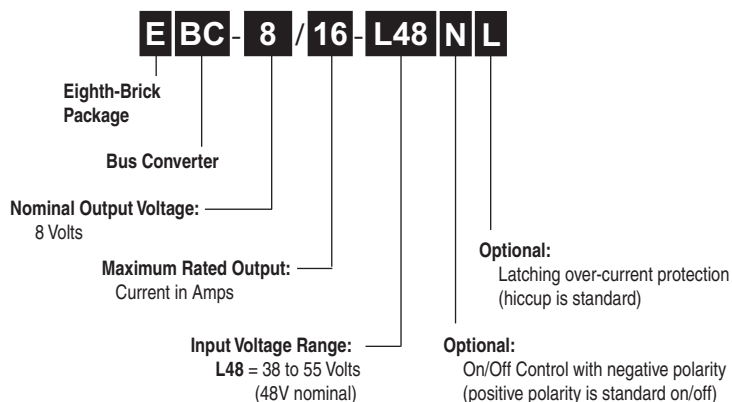 EBC-8/16-L48NL
Eighth-Brick
Package
Bus Converter
Nominal Output Voltage:
8 Volts
Maximum Rated Output:
Current in Amps
Input Voltage Range:
L48 = 38 to 55 Volts
(48V nominal)
Optional:
Latching over-current protection
(hiccup is standard)
Optional:
On/Off Control with negative polarity
(positive polarity is standard on/off)